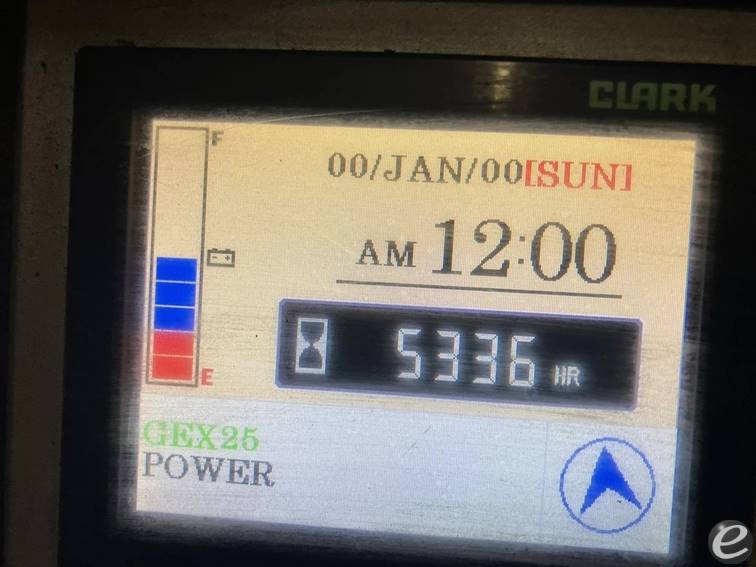 CLARK
F
00/JAN/00[SUN]
AM 12:00
5336 HR
E
GEX25
POWER
e